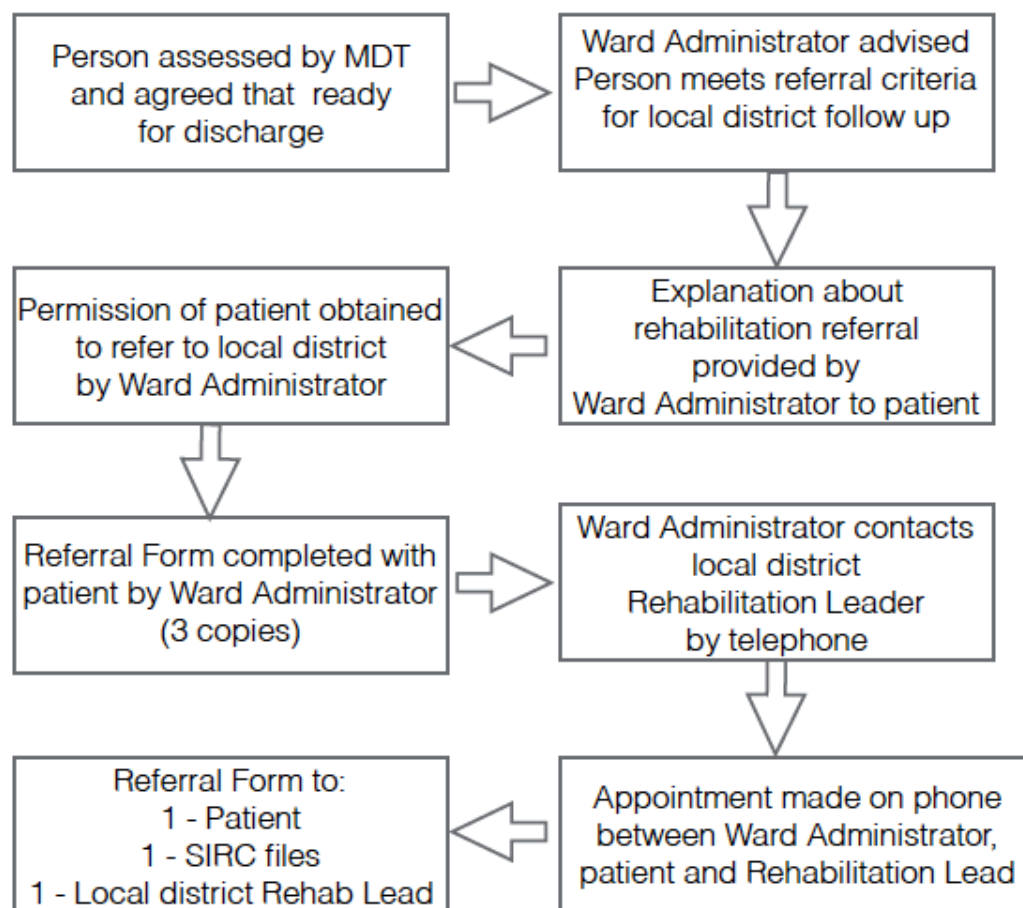 Person assessed by MDT
and agreed that ready
for discharge
Ward Administrator advised
Person meets referral criteria
for local district follow up
Explanation about
rehabilitation referral
provided by
Ward Administrator to patient
Permission of patient obtained
to refer to local district
by Ward Administrator
Referral Form completed with
patient by Ward Administrator
(3 copies)
Ward Administrator contacts
local district
Rehabilitation Leader
by telephone
Appointment made on phone
between Ward Administrator,
patient and Rehabilitation Lead
Referral Form to:
1 - Patient
1 - SIRC files
1 - Local district Rehab Lead